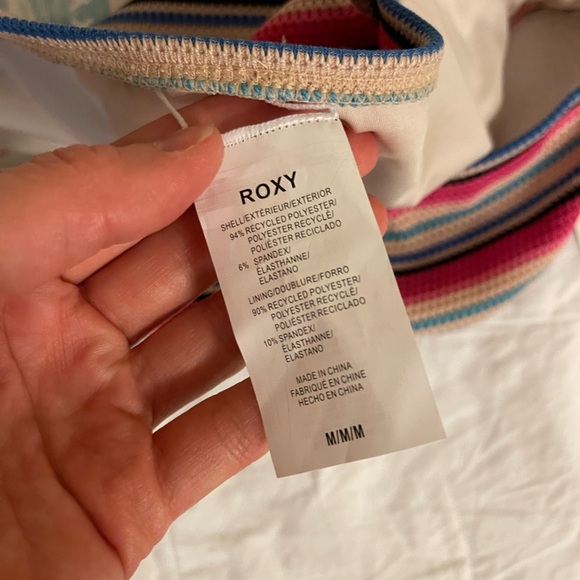 ROXY
SHELL/EXTÉRIEUR/EXTERIOR
94% RECYCLED POLYESTER/
POLYESTER RECYCLÉ/
POLIÉSTER RECICLADO
6% SPANDEX/
ÉLASTHANNE/
ELASTANO
LINING/DOUBLURE/FORRO
90% RECYCLED POLYESTER/
POLYESTER RECYCLÉ/
POLIÉSTER RECICLADO
10% SPANDEX/
ÉLASTHANNE/
ELASTANO
MADE IN CHINA
FABRIQUÉ EN CHINE
HECHO EN CHINA
M/M/M